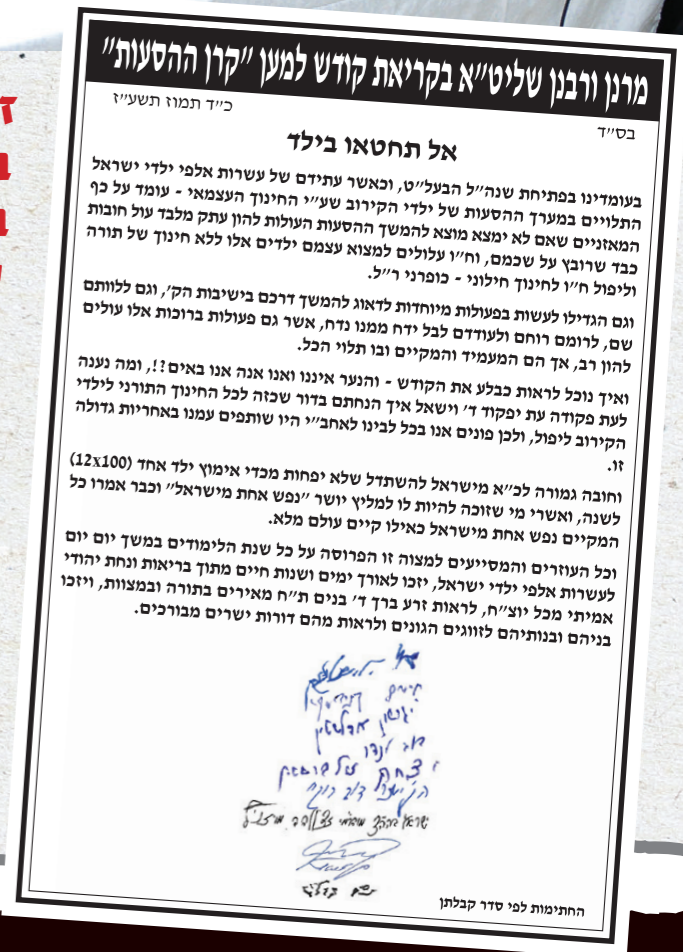 מרנן ורבנן שליט״א בקריאת קודש למען ״קרן ההסעות״
בס״ד
כ״ד תמוז תשע״ז
אל תחטאו בילד
בעומדינו בפתיחת שנה״ל הבעל״ט, וכאשר עתידם של עשרות אלפי ילדי ישראל
התלויים במערך ההסעות של ילדי הקירוב שע״י החינוך העצמאי - עומד על כף
המאזניים שאם לא ימצא מוצא להמשך ההסעות העולות להון עתק מלבד עול חובות
כבד שרובץ על שכמם, וח״ו עלולים למצוא עצמם ילדים אלו ללא חינוך של תורה
וליפול ח״ו לחינוך חילוני - כופרני ר״ל.
וגם הגדילו לעשות בפעולות מיוחדות לדאוג להמשך דרכם בישיבות הק׳, וגם ללוותם
שם, לרומם רוחם ולעודדם לבל ידח ממנו נדח, אשר גם פעולות ברוכות אלו עולים
להון רב, אך הם המעמיד והמקיים ובו תלוי הכל.
ואיך נוכל לראות כבלע את הקודש - והנער איננו ואנו אנה אנו באים?!, ומה נענה
לעת פקודה עת יפקוד ד׳ וישאל איך הנחתם בדור שכזה לכל החינוך התורני לילדי
הקירוב ליפול, ולכן פונים אנו בכל לבינו לאחב״י היו שותפים עמנו באחריות גדולה
זו.
וחובה גמורה לכ״א מישראל להשתדל שלא יפחות מכדי אימוץ ילד אחד (12x100)
לשנה, ואשרי מי שזוכה להיות לו למליץ יושר ״נפש אחת מישראל״ וכבר אמרו כל
המקיים נפש אחת מישראל כאילו קיים עולם מלא.
וכל העוזרים והמסייעים למצוה זו הפרוסה על כל שנת הלימודים במשך יום יום
לעשרות אלפי ילדי ישראל, יזכו לאורך ימים ושנות חיים מתוך בריאות ונחת יהודי
אמיתי מכל יוצ״ח, לראות זרע ברך ד׳ בנים ת״ח מאירים בתורה ובמצוות, ויזכו
בניהם ובנותיהם לזווגים הגונים ולראות מהם דורות ישרים מבורכים.
דוב לנדו
החתימות לפי סדר קבלתן